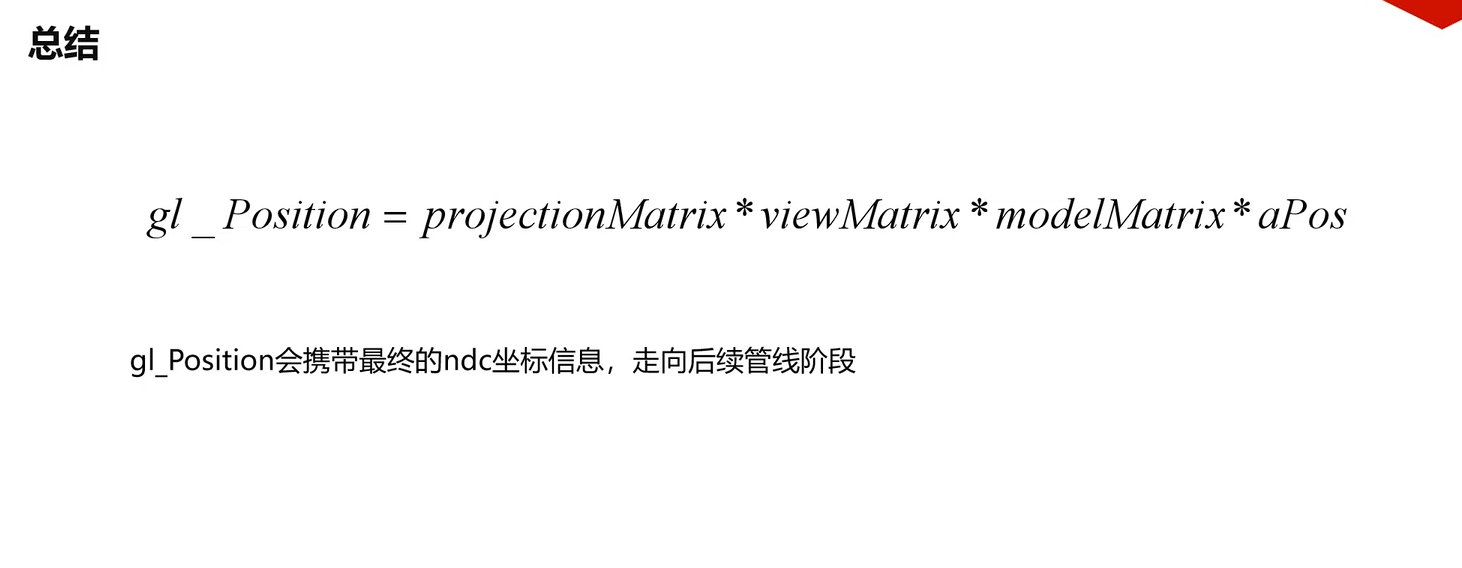 总结
gl _ Position = projectionMatrix * viewMatrix * modelMatrix * aPos
gl_Position会携带最终的ndc坐标信息，走向后续管线阶段